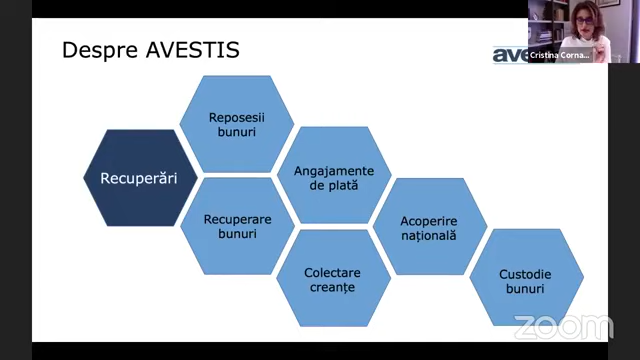 Despre AVESTIS
ave
Cristina Corna...
Reposesii
bunuri
Recuperări
Angajamente
de plată
Recuperare
bunuri
Acoperire
națională
Colectare
creanțe
Custodie
bunuri
zoom